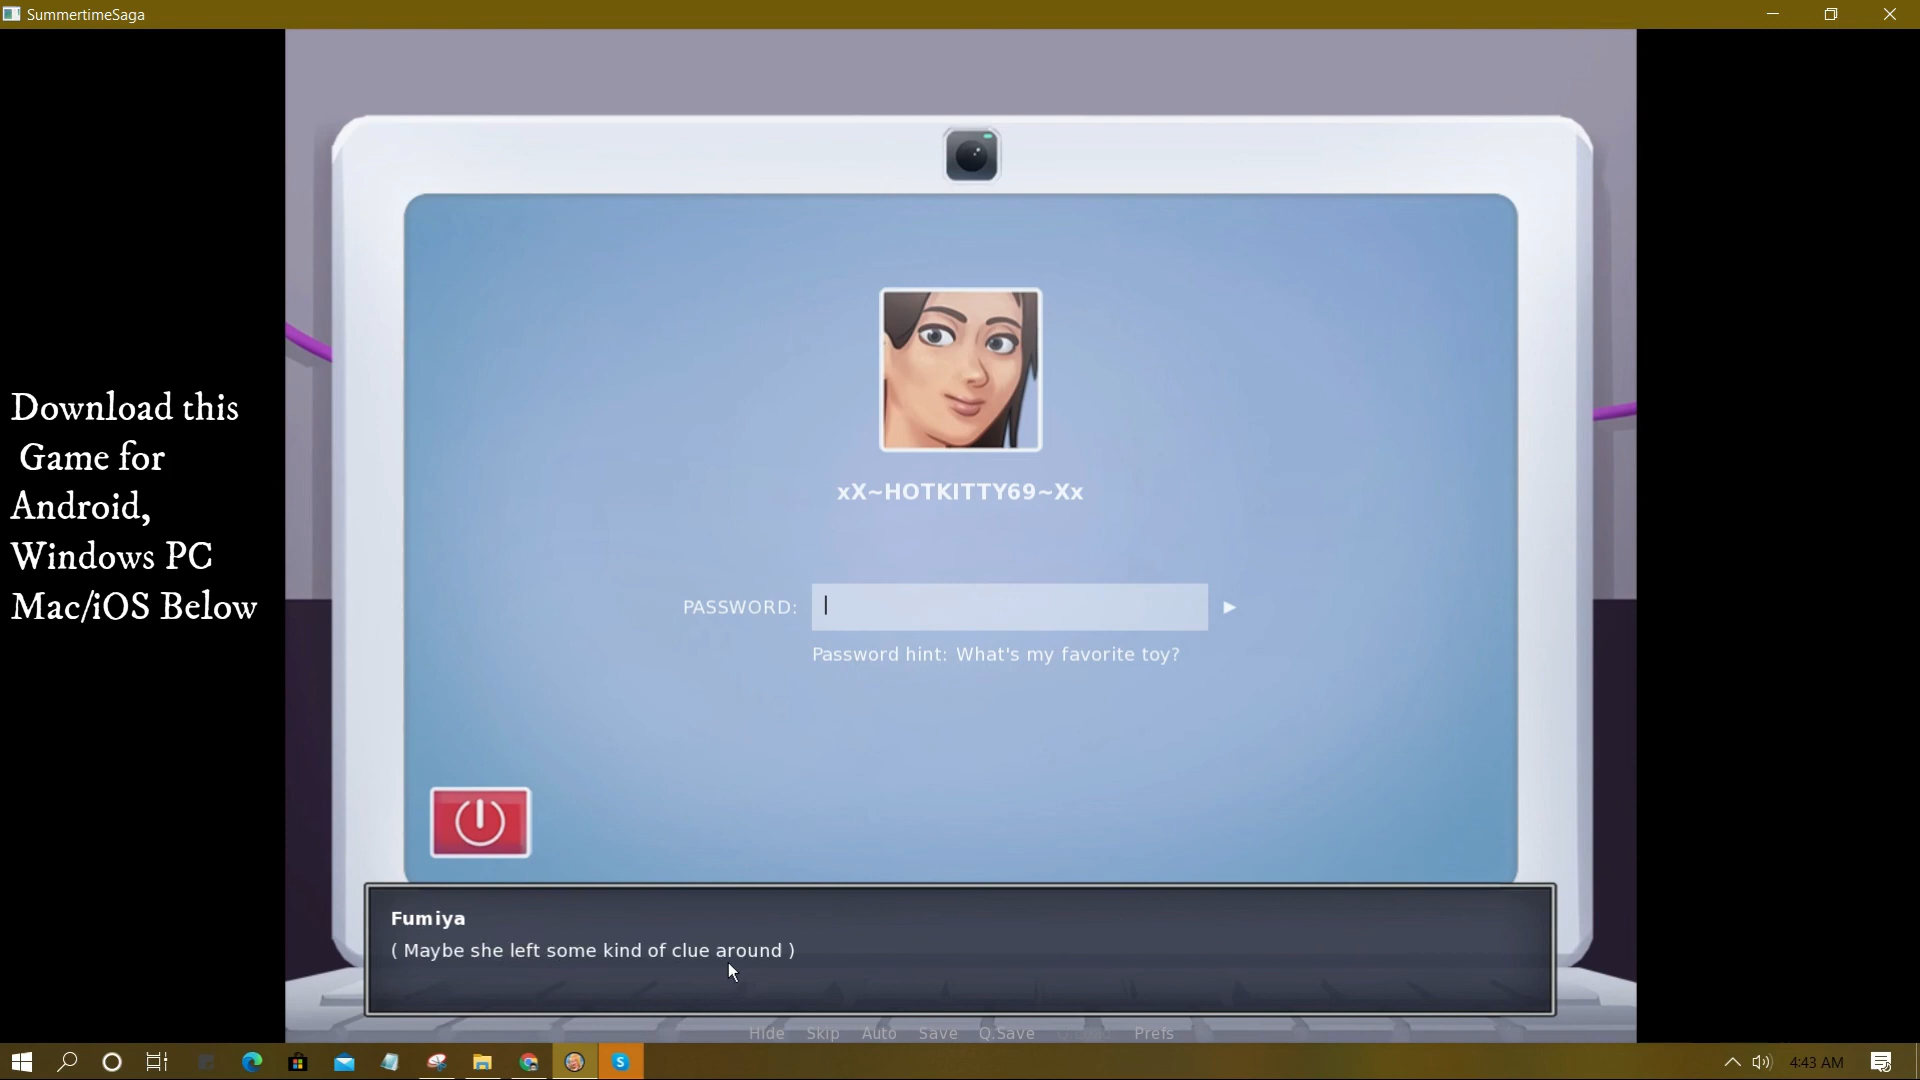 SummertimeSaga
Download this
Game for
Android,
Windows PC
Mac/iOS Below
xX~HOTKITTY69~Xx
PASSWORD:
Password hint: What's my favorite toy?
Fumiya
( Maybe she left some kind of clue around )
Hide Skip Auto Save Q.Save Prefs
4:43 AM